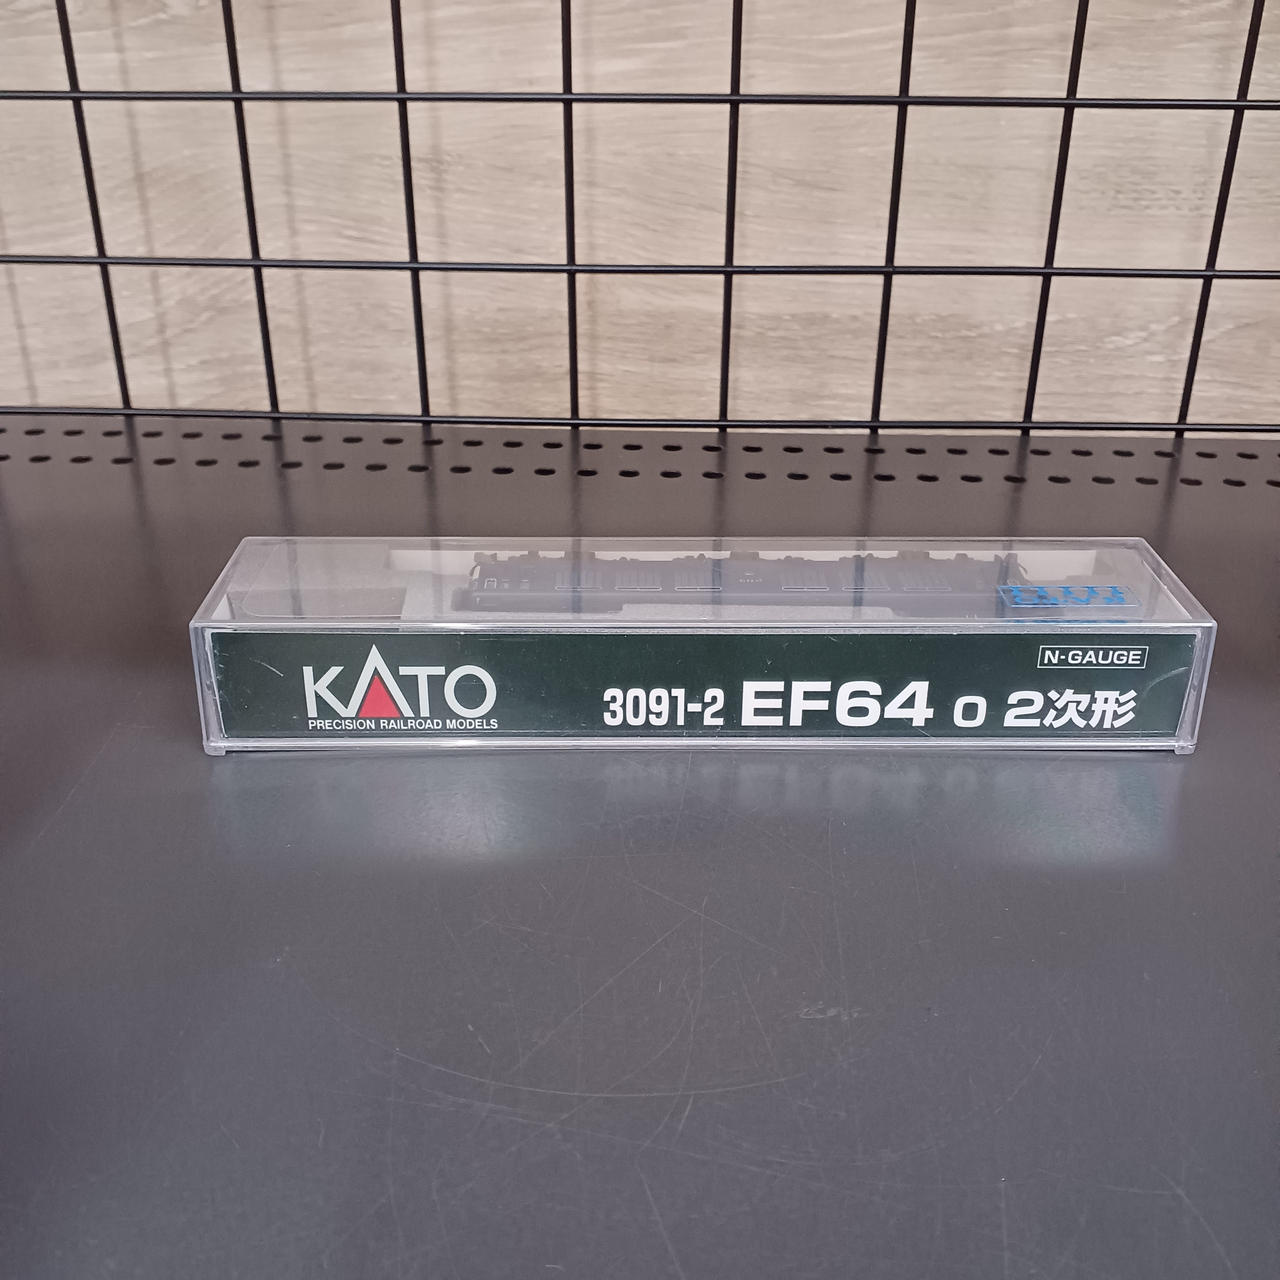 N-GAUGE
KATO
PRECISION RAILROAD MODELS
3091-2 EF64 0 2次形